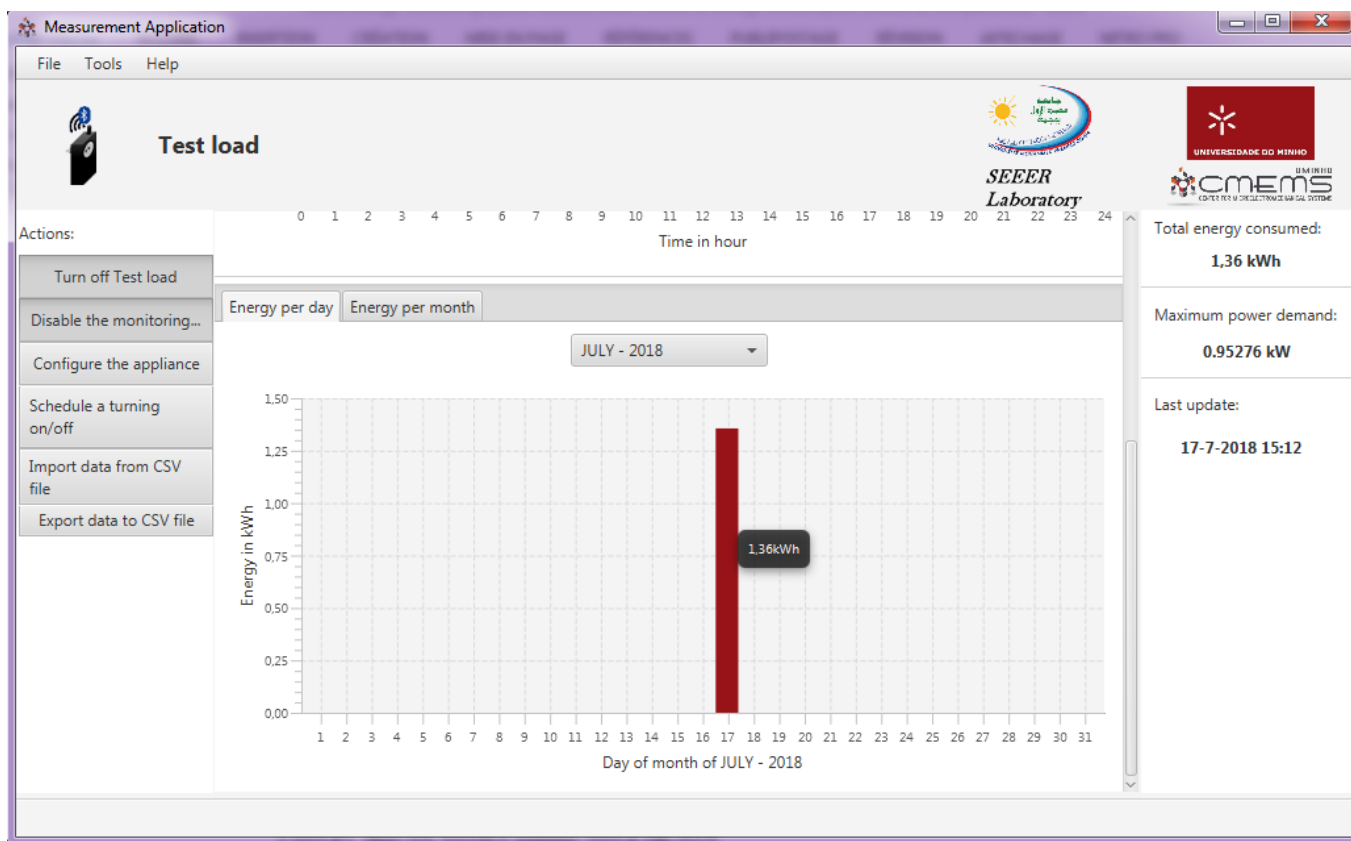 Measurement Application
File Tools Help
Test load
SEEER
Laboratory
UNIVERSIDADE DO MINHO
UMINHO
CMEMS
Actions:
Turn off Test load
Disable the monitoring...
Configure the appliance
Schedule a turning
on/off
Import data from CSV
file
Export data to CSV file
0 1 2 3 4 5 6 7 8 9 10 11 12 13 14 15 16 17 18 19 20 21 22 23 24
Time in hour
Energy per day Energy per month
JULY - 2018
Energy in kWh
1,50
1,25
1,00
0,75
0,50
0,25
0,00
1,36kWh
1 2 3 4 5 6 7 8 9 10 11 12 13 14 15 16 17 18 19 20 21 22 23 24 25 26 27 28 29 30 31
Day of month of JULY - 2018
Total energy consumed:
1,36 kWh
Maximum power demand:
0.95276 kW
Last update:
17-7-2018 15:12